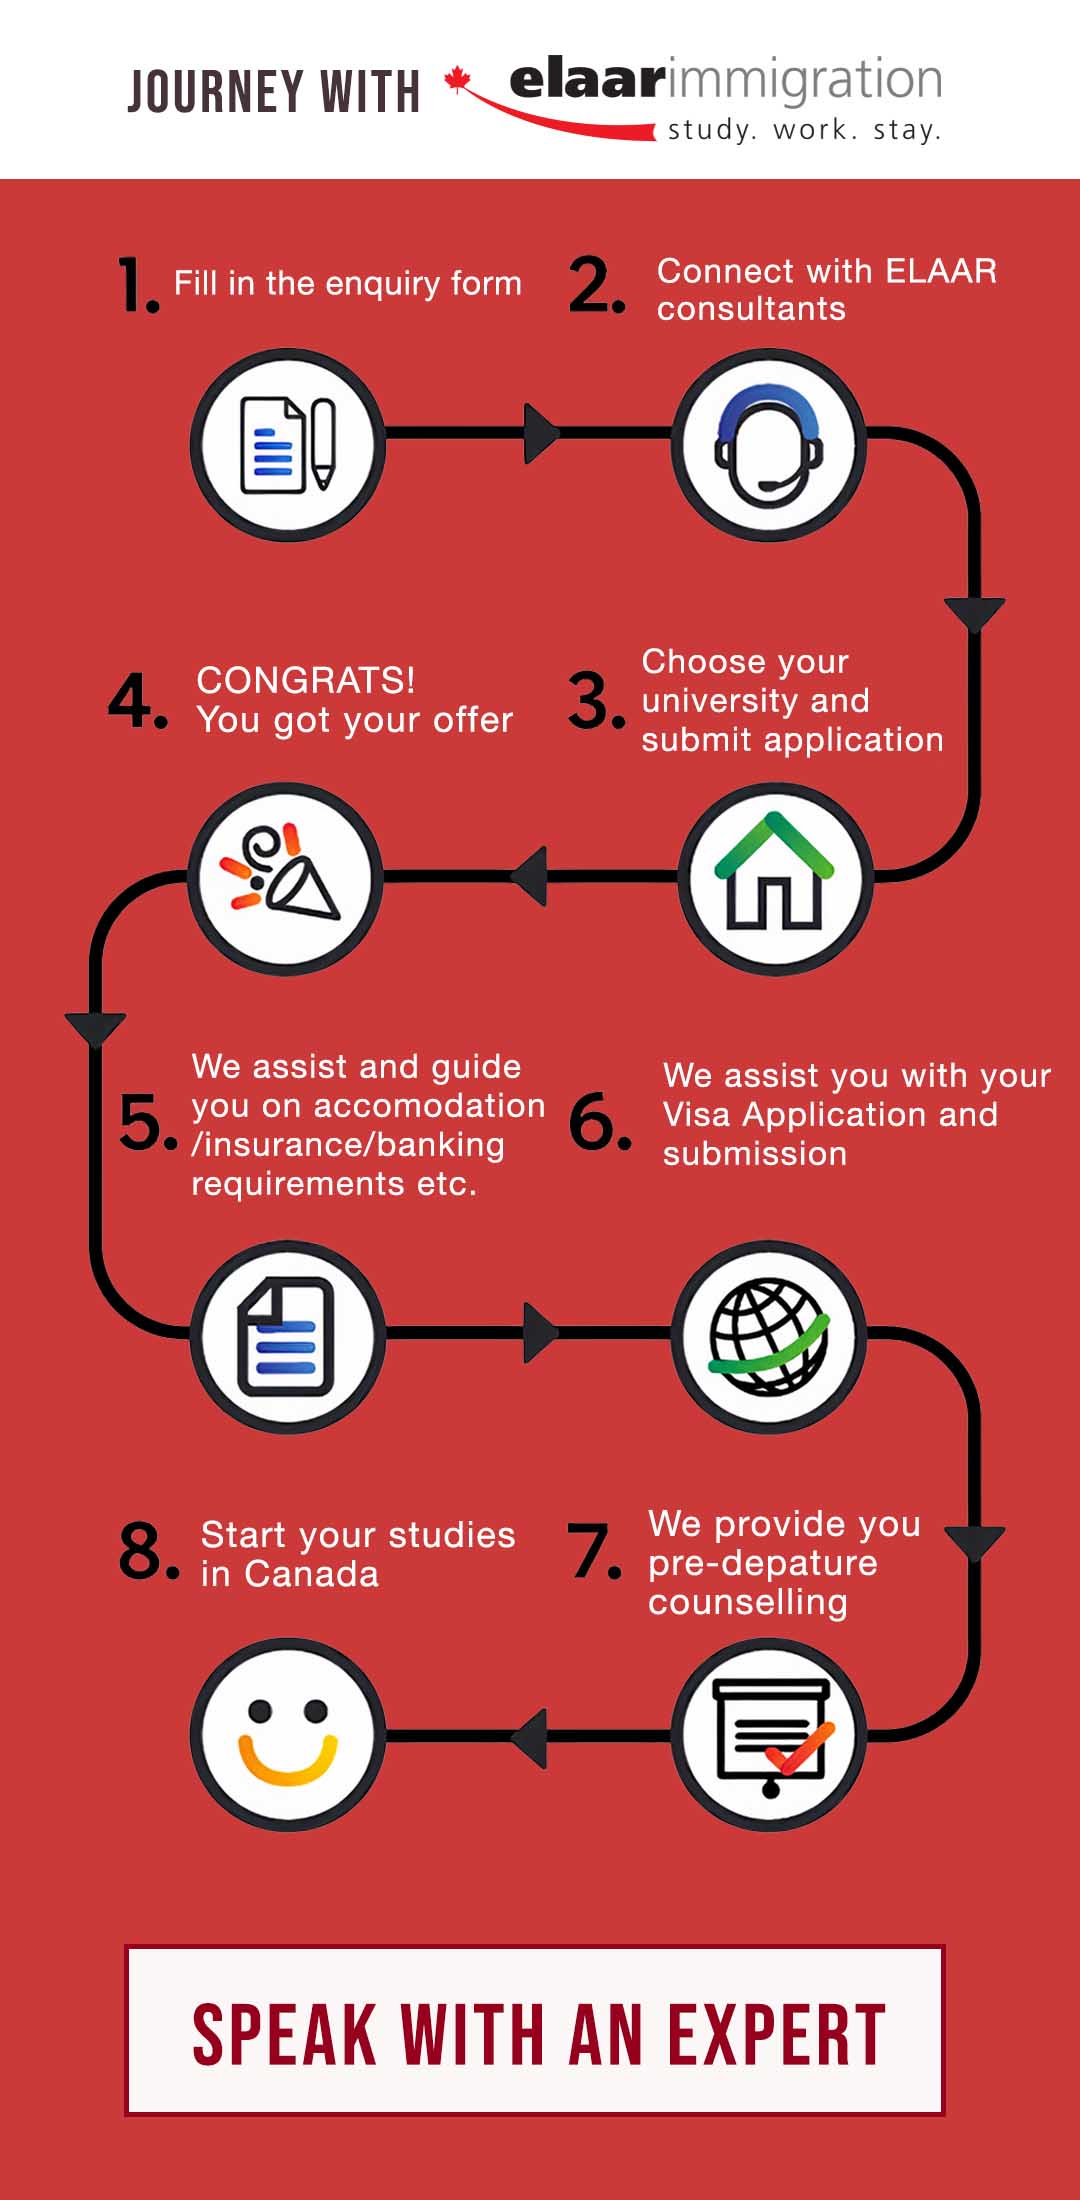 JOURNEY WITH elaarimmigration
study. work. stay.
1. Fill in the enquiry form
2. Connect with ELAAR
consultants
3. Choose your
university and
submit application
4. CONGRATS!
You got your offer
5. We assist and guide
you on accomodation
/insurance/banking
requirements etc.
6. We assist you with your
Visa Application and
submission
7. We provide you
pre-depature
counselling
8. Start your studies
in Canada
SPEAK WITH AN EXPERT